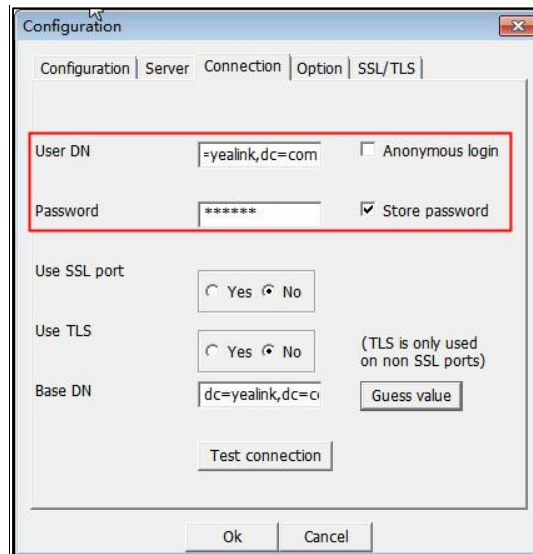 Configuration
Configuration Server Connection Option SSL/TLS
User DN =yealink,dc=com Anonymous login
Password ****** Store password
Use SSL port
Yes No
Use TLS
Yes No (TLS is only used
on non SSL ports)
Base DN dc=yealink,dc=c Guess value
Test connection
Ok Cancel